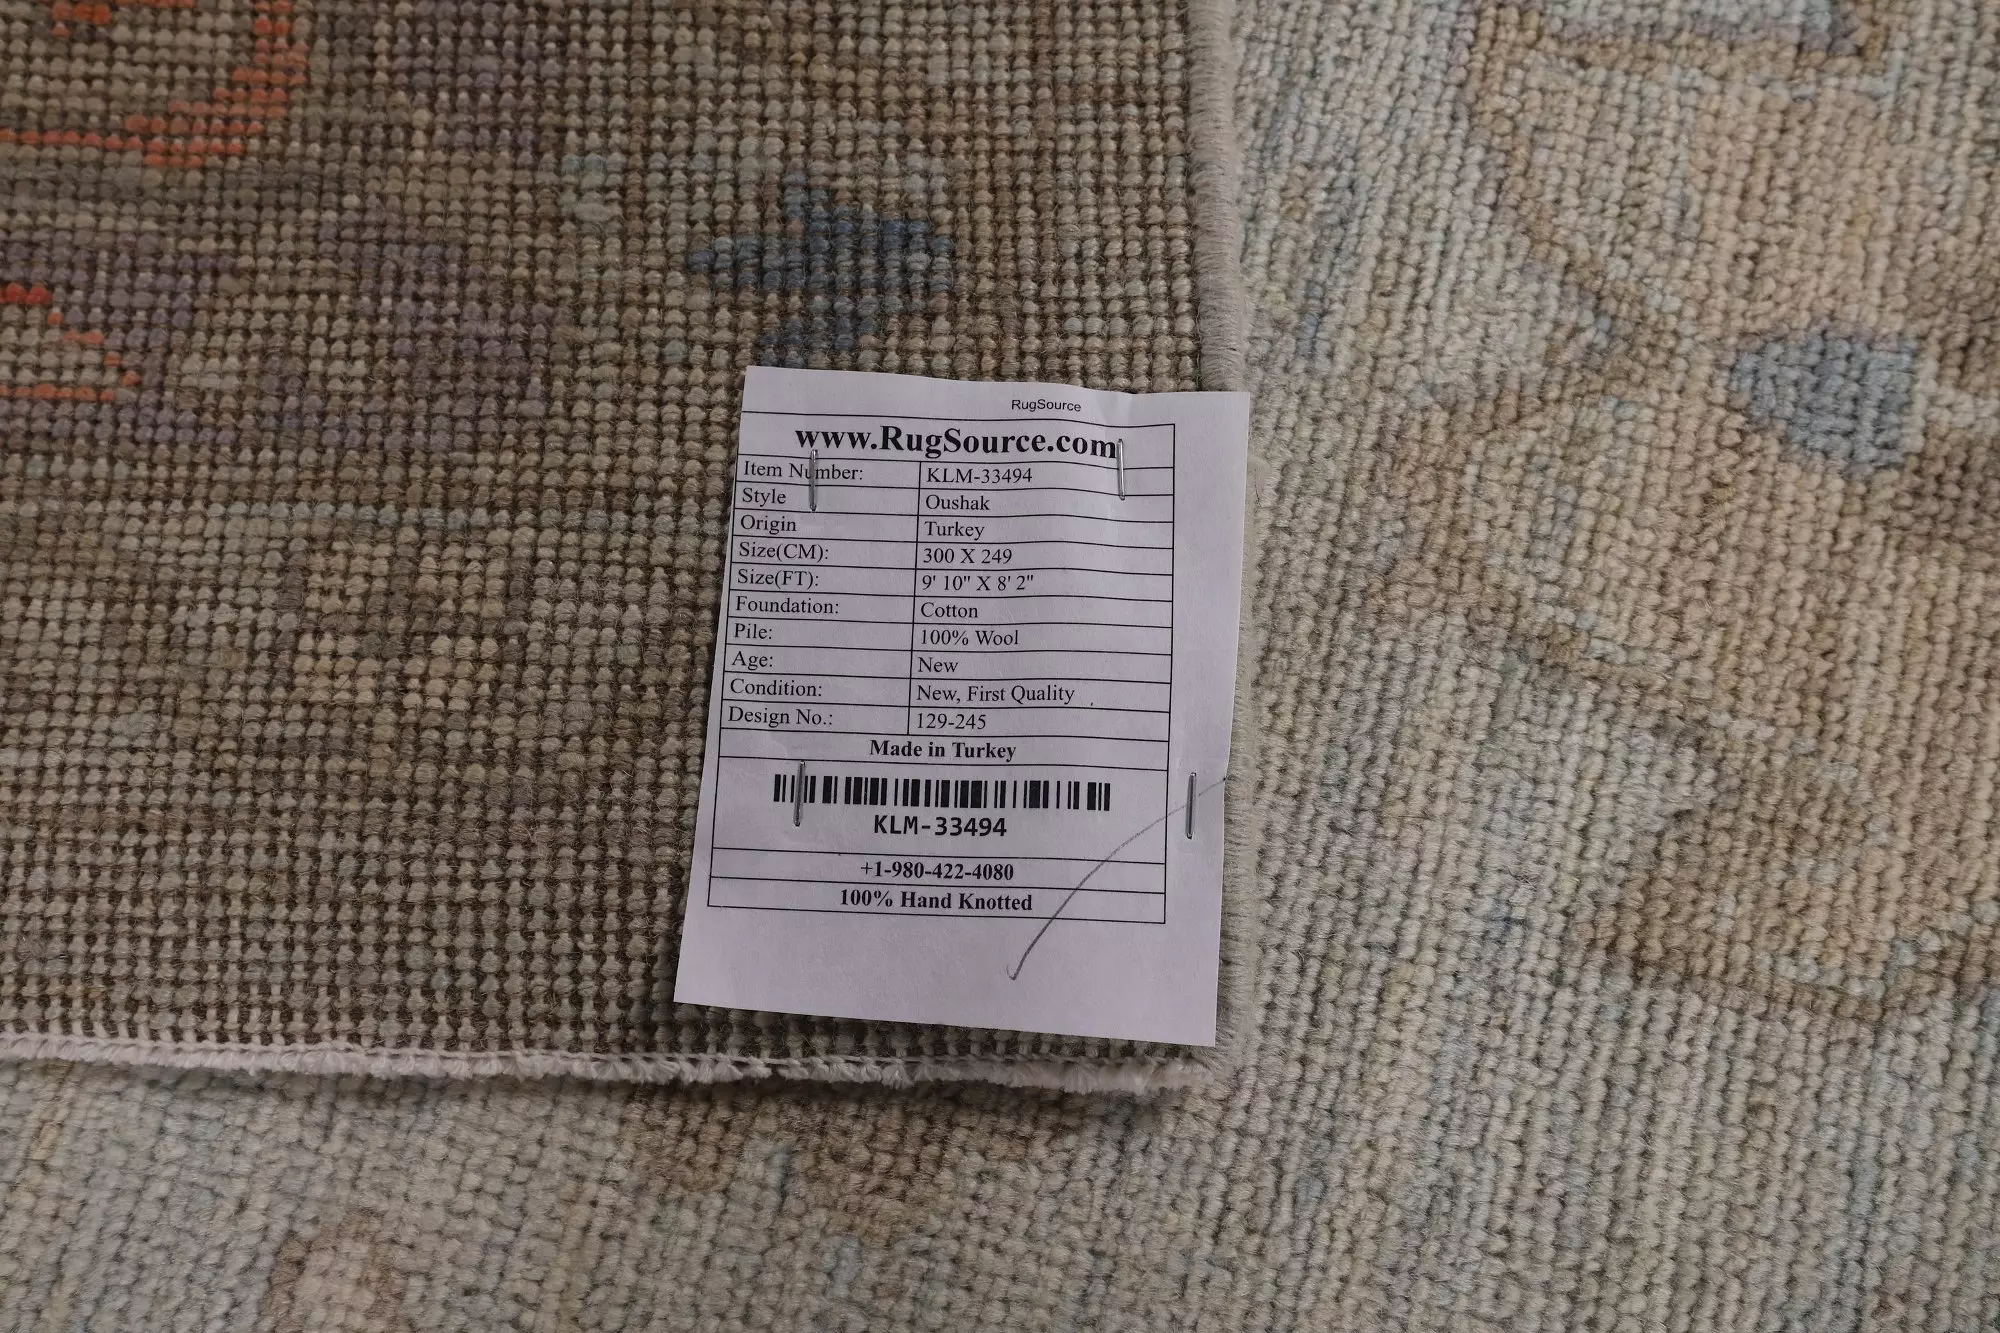 RugSource
www.RugSource.com
Item Number: KLM-33494
Style Oushak
Origin Turkey
Size(CM): 300 X 249
Size(FT): 9' 10" X 8' 2"
Foundation: Cotton
Pile: 100% Wool
Age: New
Condition: New, First Quality
Design No.: 129-245
Made in Turkey
KLM-33494
+1-980-422-4080
100% Hand Knotted